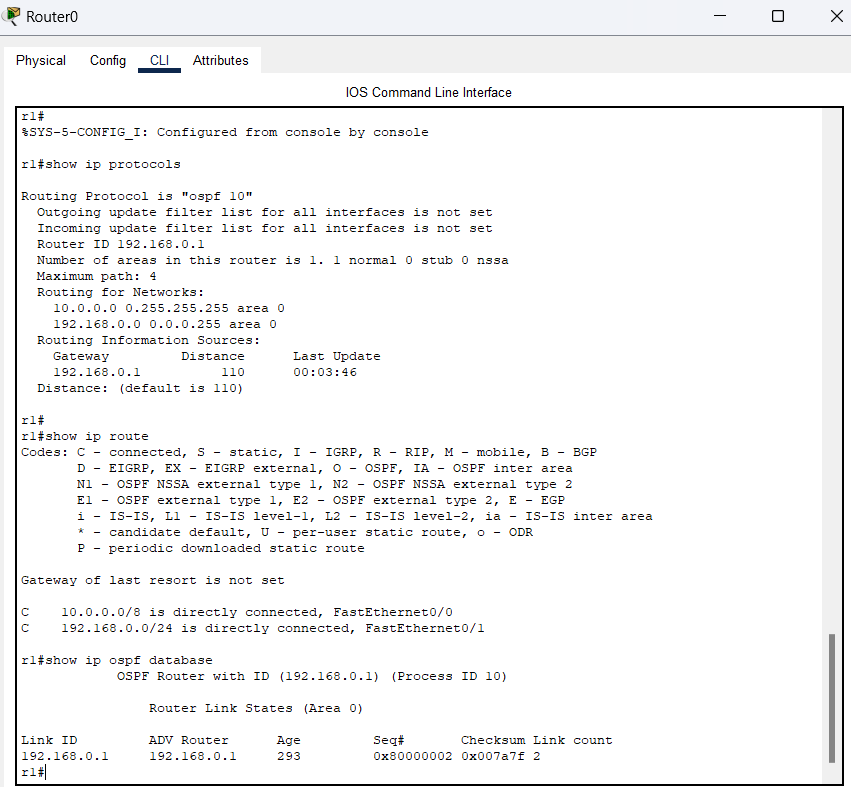 Router0
Physical Config CLI Attributes
IOS Command Line Interface
r1#
%SYS-5-CONFIG_I: Configured from console by console
r1#show ip protocols
Routing Protocol is "ospf 10"
Outgoing update filter list for all interfaces is not set
Incoming update filter list for all interfaces is not set
Router ID 192.168.0.1
Number of areas in this router is 1. 1 normal 0 stub 0 nssa
Maximum path: 4
Routing for Networks:
10.0.0.0 0.255.255.255 area 0
192.168.0.0 0.0.0.255 area 0
Routing Information Sources:
Gateway Distance Last Update
192.168.0.1 110 00:03:46
Distance: (default is 110)
r1#
r1#show ip route
Codes: C - connected, S - static, I - IGRP, R - RIP, M - mobile, B - BGP
D - EIGRP, EX - EIGRP external, O - OSPF, IA - OSPF inter area
N1 - OSPF NSSA external type 1, N2 - OSPF NSSA external type 2
E1 - OSPF external type 1, E2 - OSPF external type 2, E - EGP
i - IS-IS, L1 - IS-IS level-1, L2 - IS-IS level-2, ia - IS-IS inter area
* - candidate default, U - per-user static route, o - ODR
P - periodic downloaded static route
Gateway of last resort is not set
C 10.0.0.0/8 is directly connected, FastEthernet0/0
C 192.168.0.0/24 is directly connected, FastEthernet0/1
r1#show ip ospf database
OSPF Router with ID (192.168.0.1) (Process ID 10)
Router Link States (Area 0)
Link ID ADV Router Age Seq# Checksum Link count
192.168.0.1 192.168.0.1 293 0x80000002 0x007a7f 2
r1#